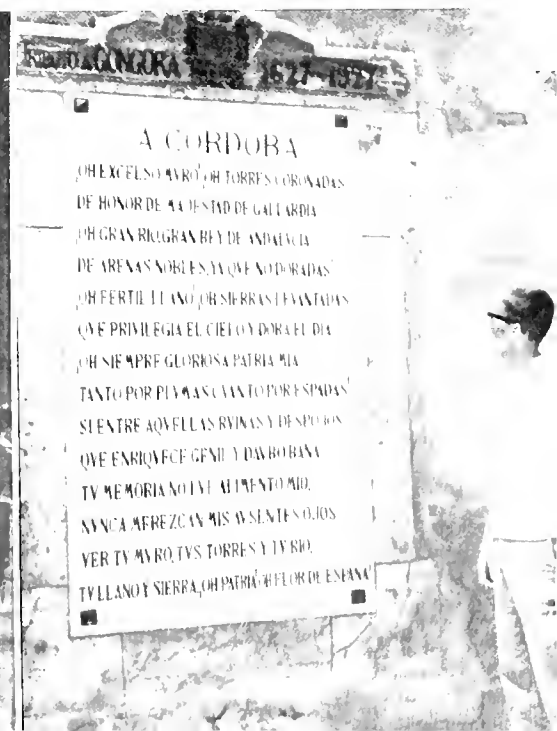 A GONGORA 1627-1927
A CORDOBA
¡OH EXCELSO MVRO! ¡OH TORRES CORONADAS
DE HONOR DE MAJESTAD DE GALLARDIA
¡OH GRAN RIO, GRAN REY DE ANDALVCIA
DE ARENAS NOBLES, YA QVE NO DORADAS!
¡OH FERTIL LLANO! ¡OH SIERRAS LEVANTADAS
QVE PRIVILEGIA EL CIELO Y DORA EL DIA
¡OH SIEMPRE GLORIOSA PATRIA MIA
TANTO POR PLVMAS CVANTO POR ESPADAS!
SI ENTRE AQVELLAS RVINAS Y DESPOJOS
QVE ENRIQVECE GENIL Y DAVRO BAÑA
TV MEMORIA NO FVE ALIMENTO MIO,
NVNCA MEREZCAN MIS AVSENTES OJOS
VER TV MVRO, TVS TORRES Y TV RIO,
TV LLANO Y SIERRA, ¡OH PATRIA! ¡OH FLOR DE ESPAÑA!